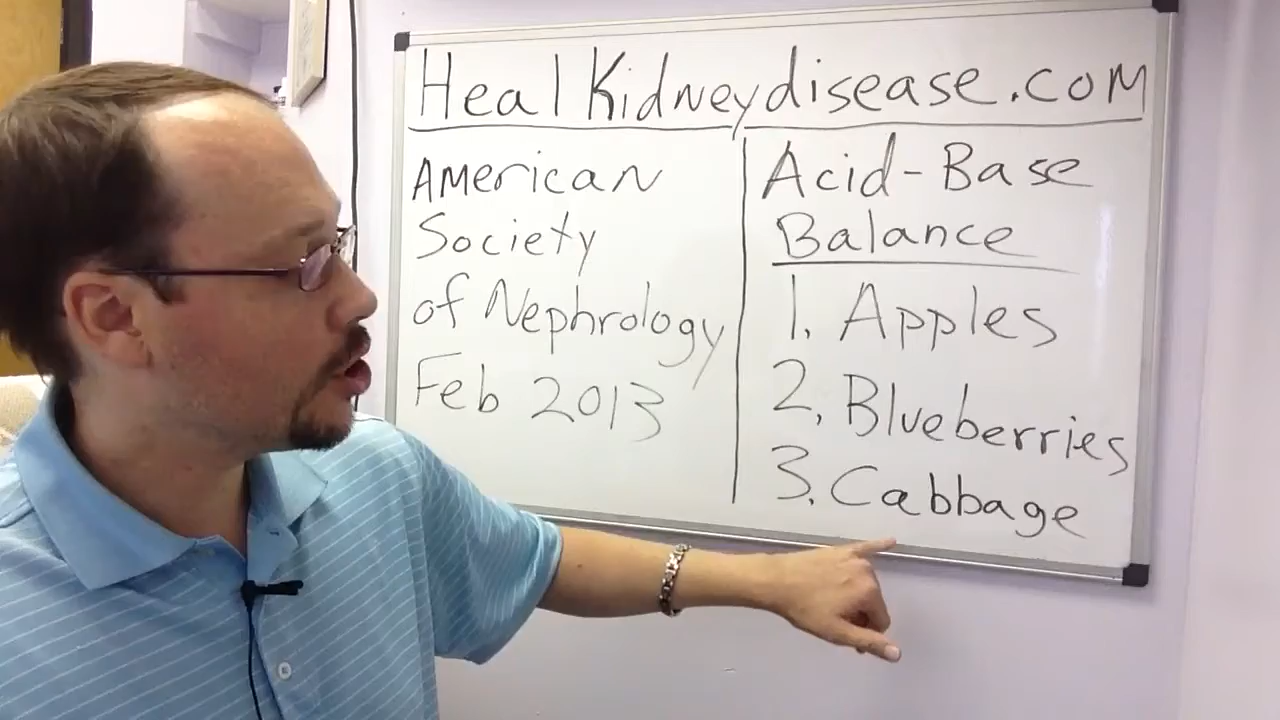 HealKidneydisease.com
American
Society
of Nephrology
Feb 2013
Acid-Base
Balance
1. Apples
2. Blueberries
3. Cabbage